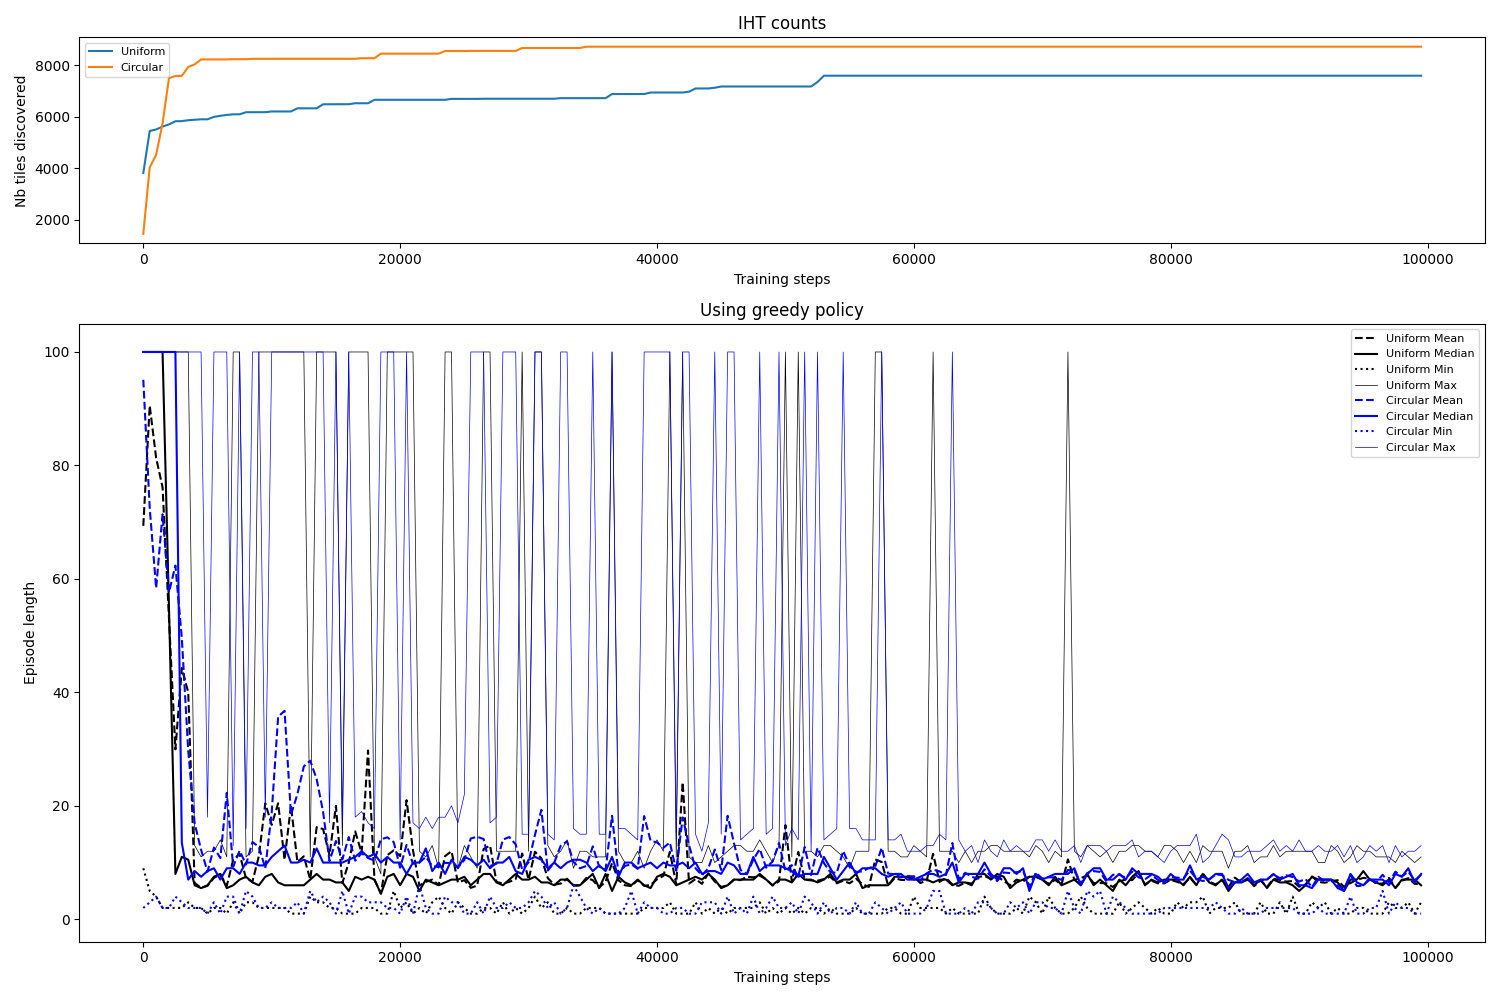 IHT counts
Uniform
Circular
Nb tiles discovered
8000
6000
4000
2000
0
20000
40000
60000
80000
100000
Training steps
Using greedy policy
Uniform Mean
Uniform Median
Uniform Min
Uniform Max
Circular Mean
Circular Median
Circular Min
Circular Max
Episode length
100
80
60
40
20
0
0
20000
40000
60000
80000
100000
Training steps